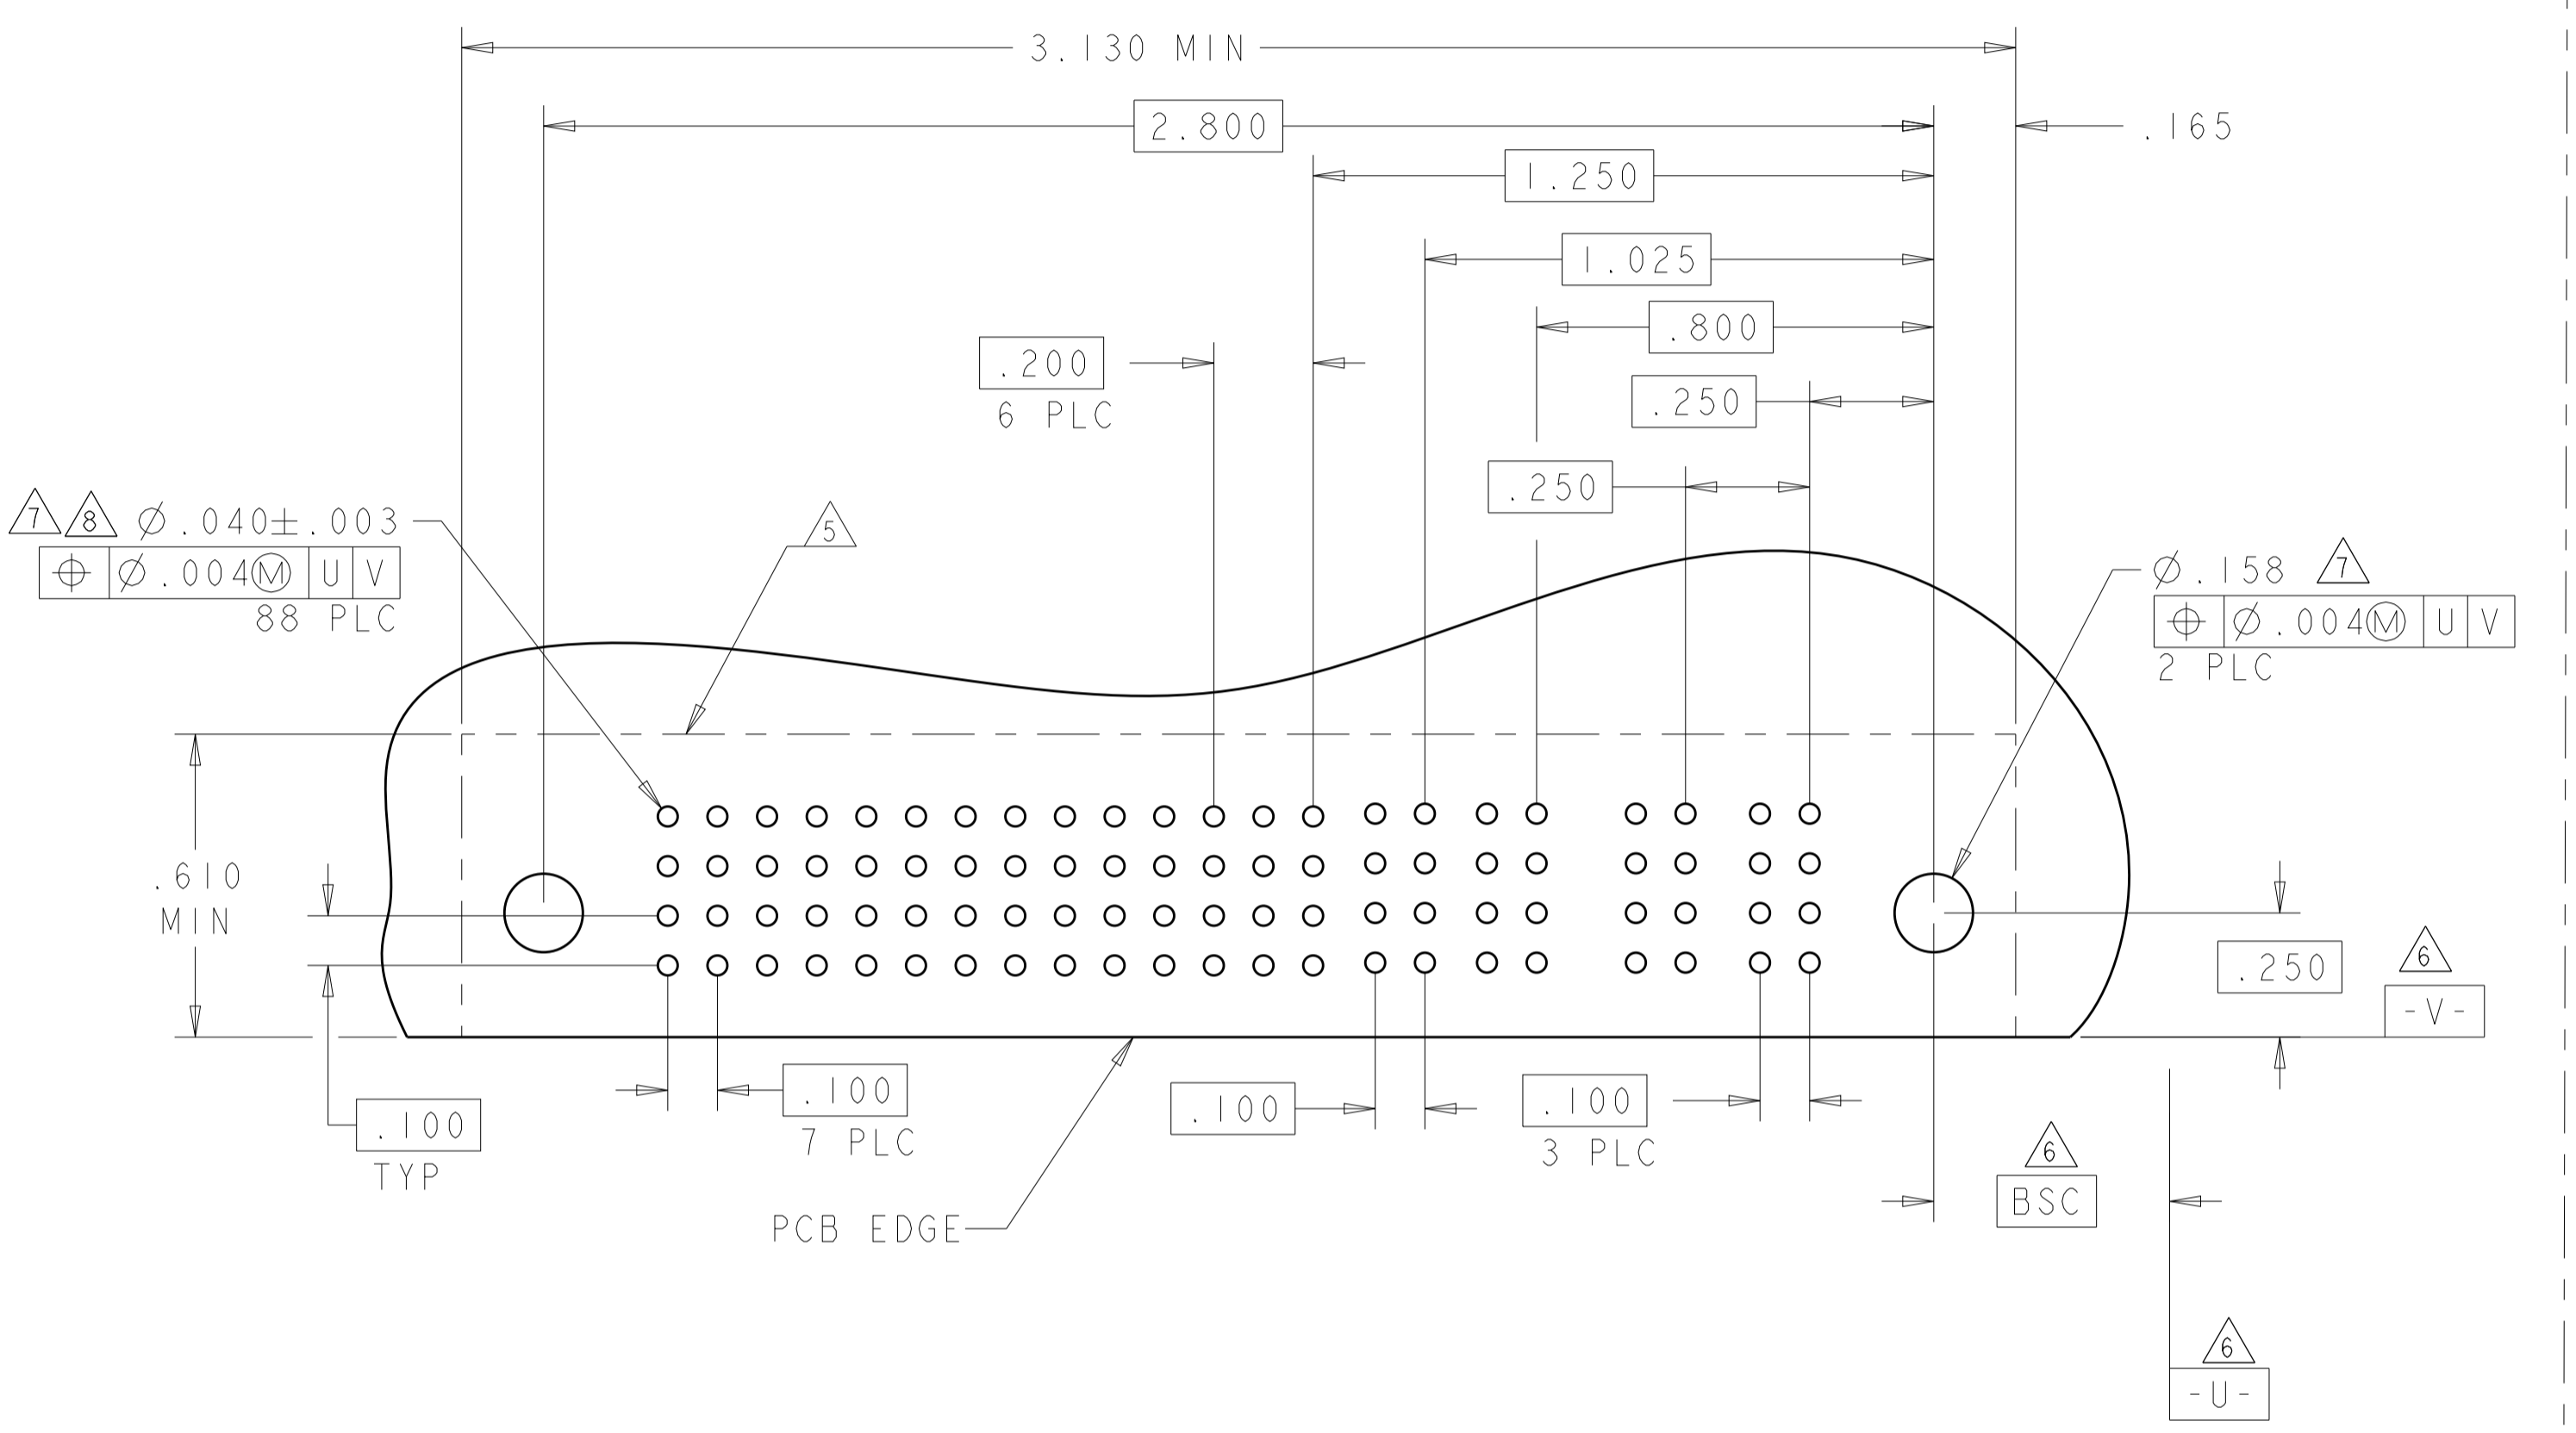 3.130 MIN
2.800
.165
1.250
1.025
.800
.200
6 PLC
.250
.250
7 8 Ø.040±.003
⌖ Ø.004Ⓜ U V
88 PLC
5
Ø.158 7
⌖ Ø.004Ⓜ U V
2 PLC
.610
MIN
.250
6
-V-
.100
TYP
.100
7 PLC
.100
.100
3 PLC
6
BSC
PCB EDGE
6
-U-